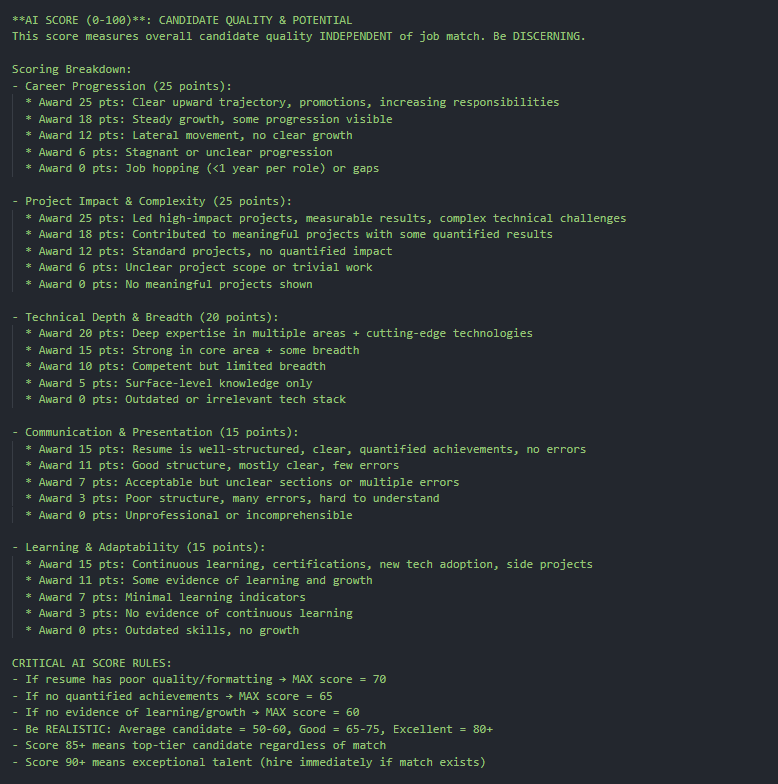 **AI SCORE (0-100)**: CANDIDATE QUALITY & POTENTIAL
This score measures overall candidate quality INDEPENDENT of job match. Be DISCERNING.
Scoring Breakdown:
- Career Progression (25 points):
* Award 25 pts: Clear upward trajectory, promotions, increasing responsibilities
* Award 18 pts: Steady growth, some progression visible
* Award 12 pts: Lateral movement, no clear growth
* Award 6 pts: Stagnant or unclear progression
* Award 0 pts: Job hopping (<1 year per role) or gaps
- Project Impact & Complexity (25 points):
* Award 25 pts: Led high-impact projects, measurable results, complex technical challenges
* Award 18 pts: Contributed to meaningful projects with some quantified results
* Award 12 pts: Standard projects, no quantified impact
* Award 6 pts: Unclear project scope or trivial work
* Award 0 pts: No meaningful projects shown
- Technical Depth & Breadth (20 points):
* Award 20 pts: Deep expertise in multiple areas + cutting-edge technologies
* Award 15 pts: Strong in core area + some breadth
* Award 10 pts: Competent but limited breadth
* Award 5 pts: Surface-level knowledge only
* Award 0 pts: Outdated or irrelevant tech stack
- Communication & Presentation (15 points):
* Award 15 pts: Resume is well-structured, clear, quantified achievements, no errors
* Award 11 pts: Good structure, mostly clear, few errors
* Award 7 pts: Acceptable but unclear sections or multiple errors
* Award 3 pts: Poor structure, many errors, hard to understand
* Award 0 pts: Unprofessional or incomprehensible
- Learning & Adaptability (15 points):
* Award 15 pts: Continuous learning, certifications, new tech adoption, side projects
* Award 11 pts: Some evidence of learning and growth
* Award 7 pts: Minimal learning indicators
* Award 3 pts: No evidence of continuous learning
* Award 0 pts: Outdated skills, no growth
CRITICAL AI SCORE RULES:
- If resume has poor quality/formatting → MAX score = 70
- If no quantified achievements → MAX score = 65
- If no evidence of learning/growth → MAX score = 60
- Be REALISTIC: Average candidate = 50-60, Good = 65-75, Excellent = 80+
- Score 85+ means top-tier candidate regardless of match
- Score 90+ means exceptional talent (hire immediately if match exists)